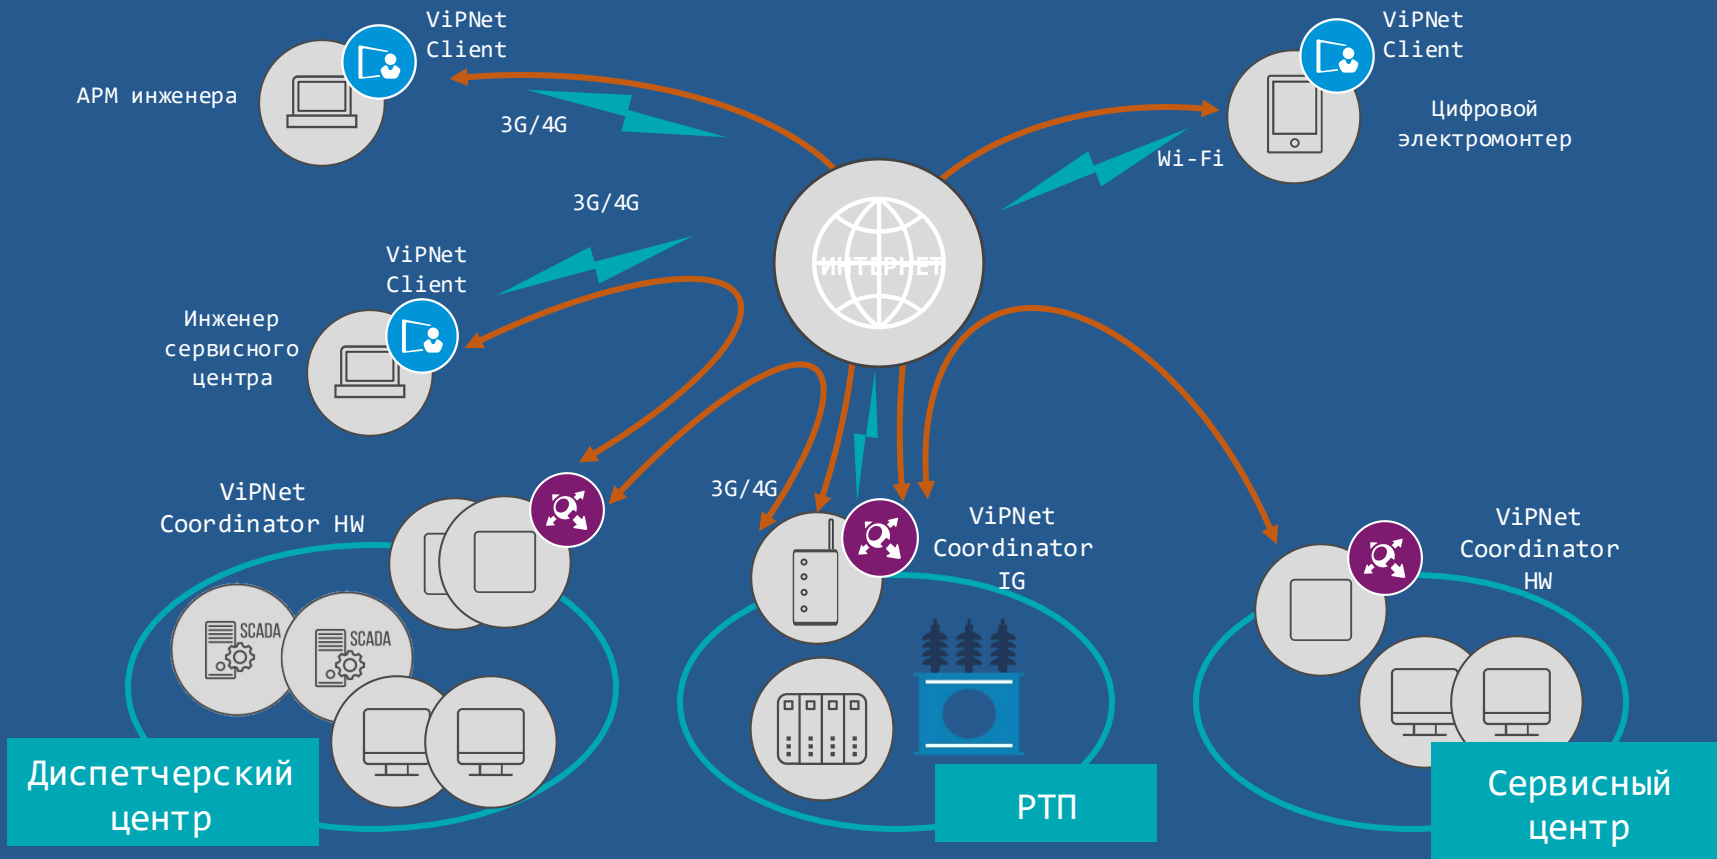 ViPNet
Client
АРМ инженера
3G/4G
ViPNet
Client
Цифровой
электромонтер
Wi-Fi
3G/4G
ИНТЕРНЕТ
ViPNet
Client
Инженер
сервисного
центра
3G/4G
ViPNet
Coordinator HW
ViPNet
Coordinator
IG
ViPNet
Coordinator
HW
SCADA
SCADA
Диспетчерский
центр
РТП
Сервисный
центр